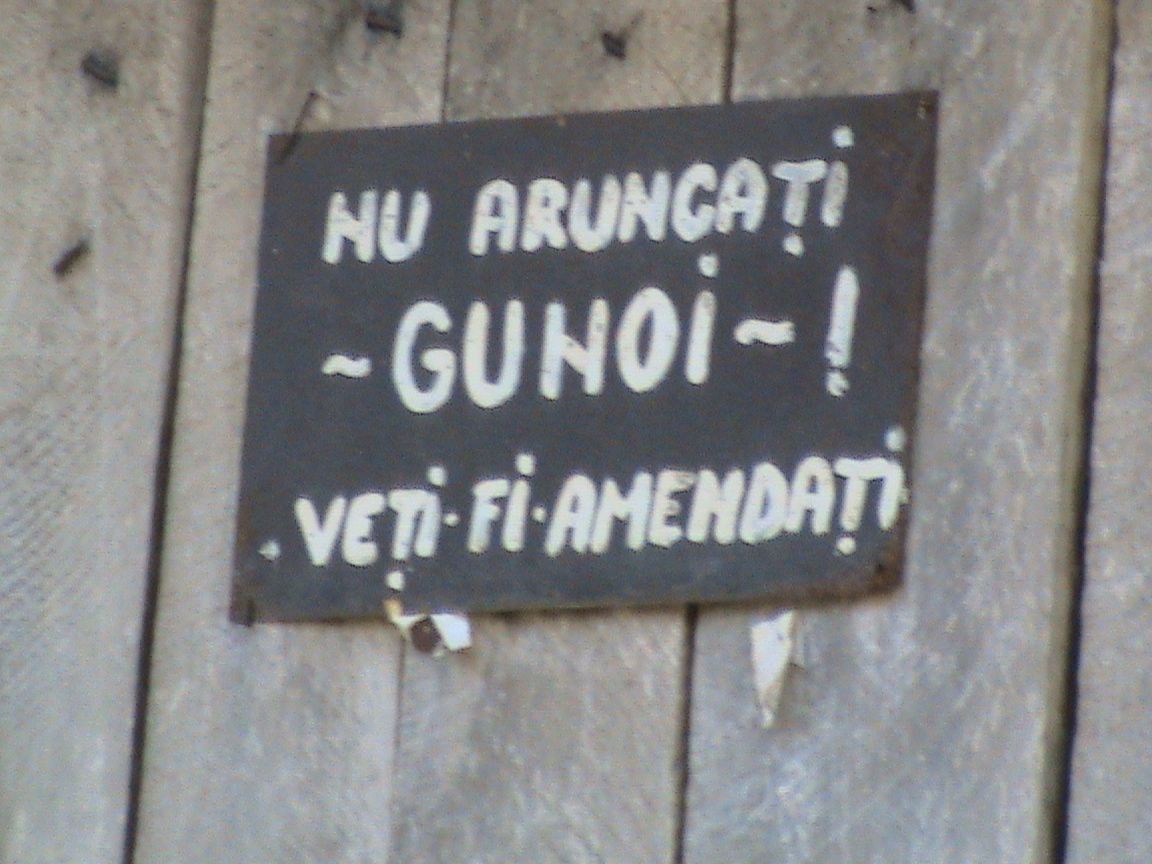 NU ARUNCAȚi
~ GUNOi ~ !
VEȚi · Fi · AMENDAȚi